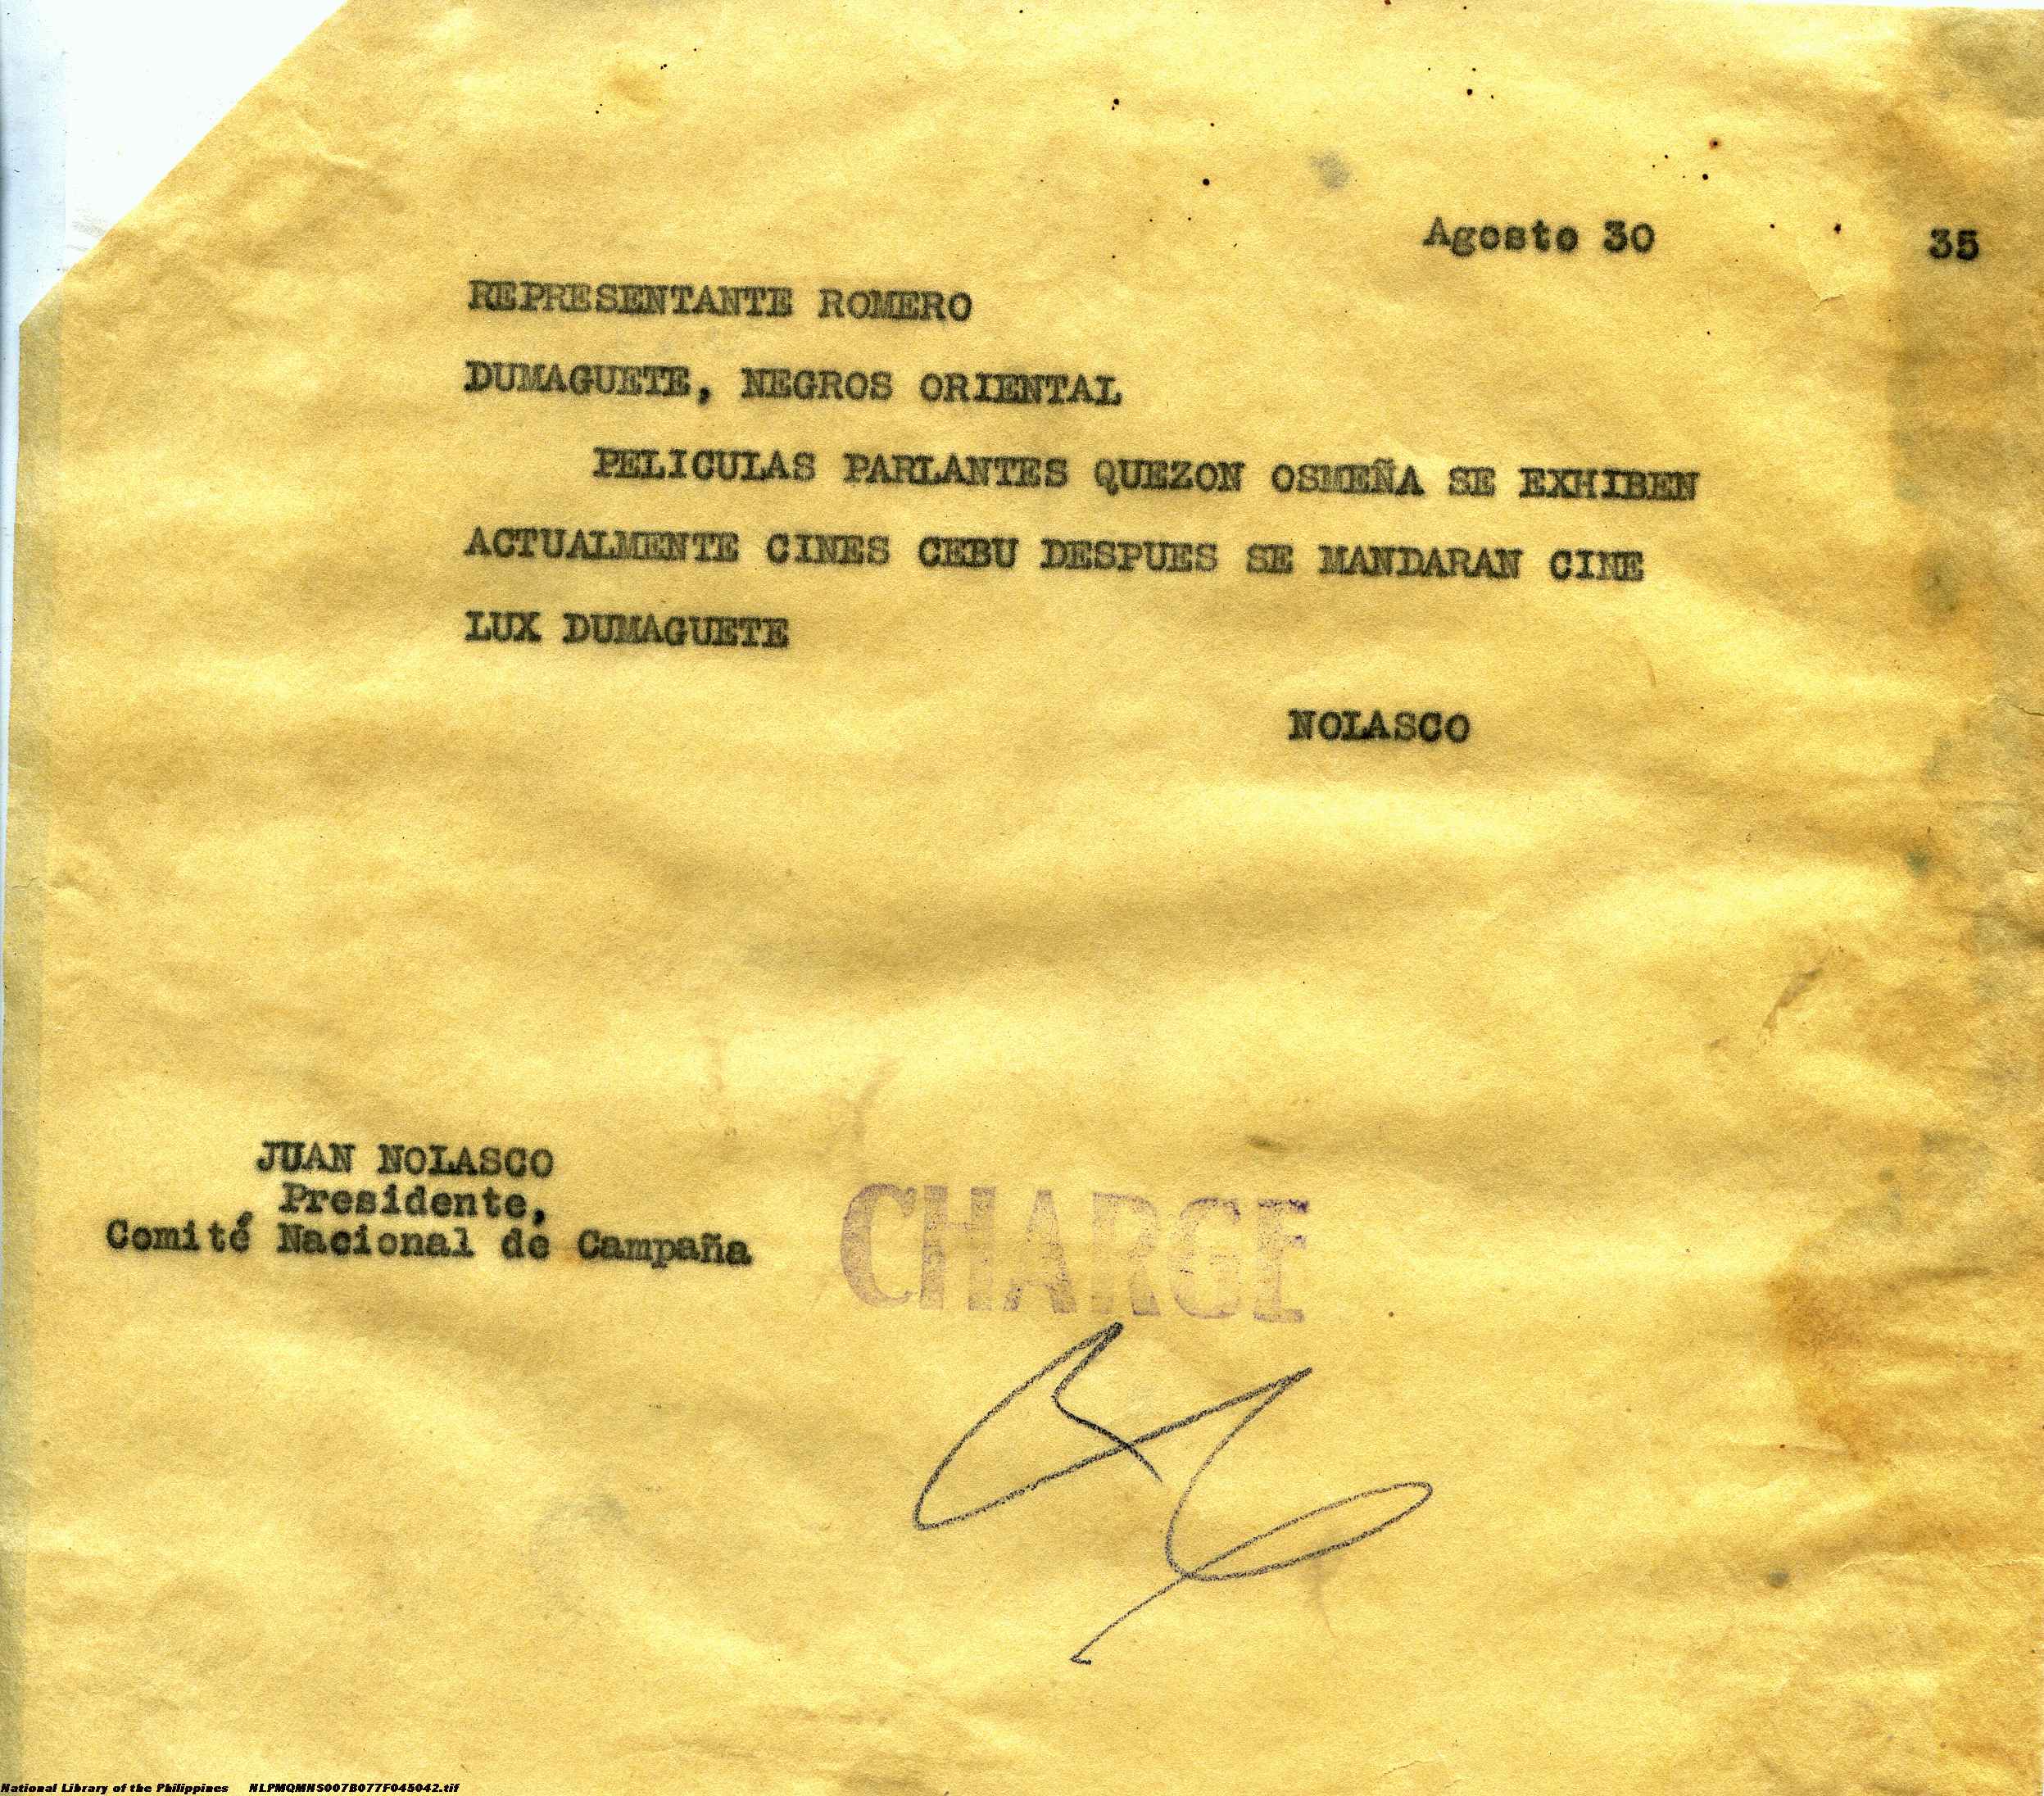 Agosto 30 35
REPRESENTANTE ROMERO
DUMAGUETE, NEGROS ORIENTAL
PELICULAS PARLANTES QUEZON OSMEÑA SE EXHIBEN
ACTUALMENTE CINES CEBU DESPUES SE MANDARAN CINE
LUX DUMAGUETE
NOLASCO
JUAN NOLASCO
Presidente,
Comité Nacional de Campaña
CHARGE
National Library of the Philippines NLPMQMNS007B077F045042.tif